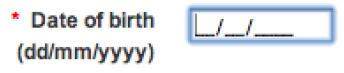 * Date of birth __/__/____
(dd/mm/yyyy)